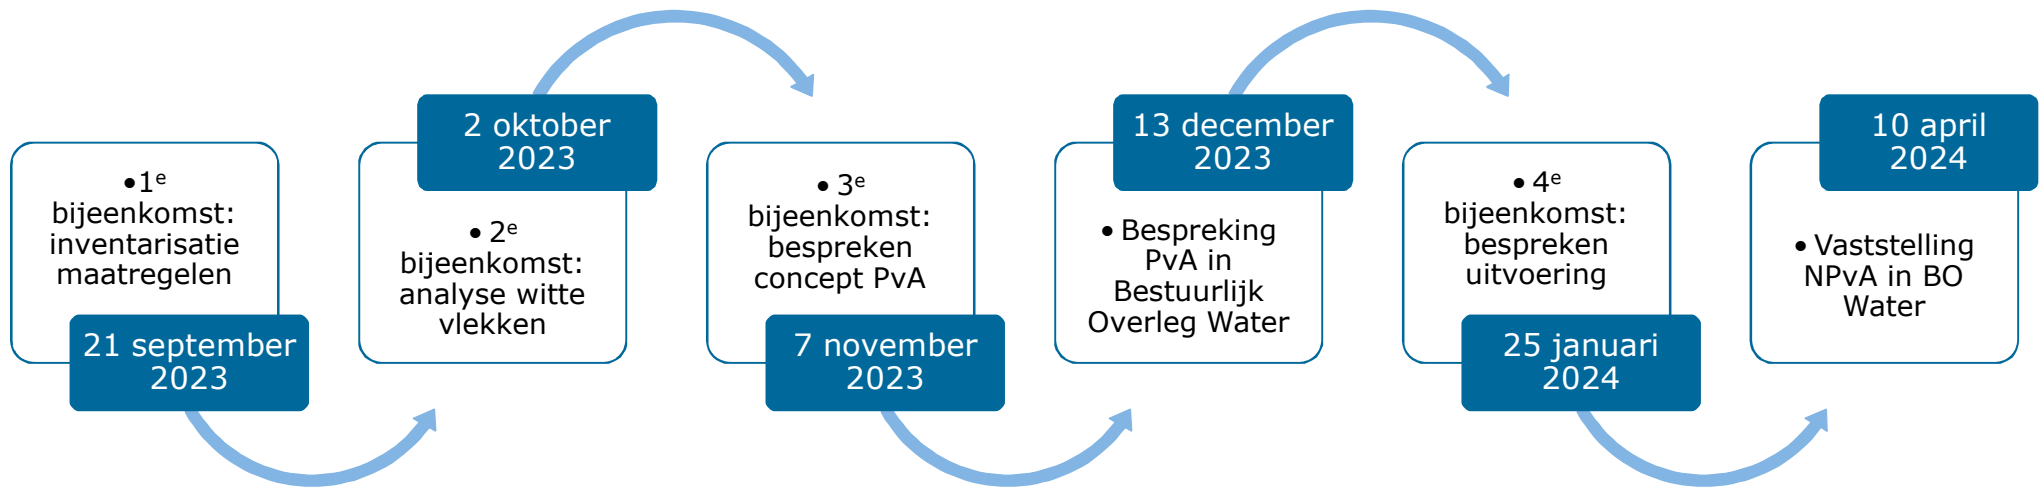 •1e
bijeenkomst:
inventarisatie
maatregelen
21 september
2023
2 oktober
2023
• 2e
bijeenkomst:
analyse witte
vlekken
• 3e
bijeenkomst:
bespreken
concept PvA
7 november
2023
13 december
2023
• Bespreking
PvA in
Bestuurlijk
Overleg Water
• 4e
bijeenkomst:
bespreken
uitvoering
25 januari
2024
10 april
2024
• Vaststelling
NPvA in BO
Water